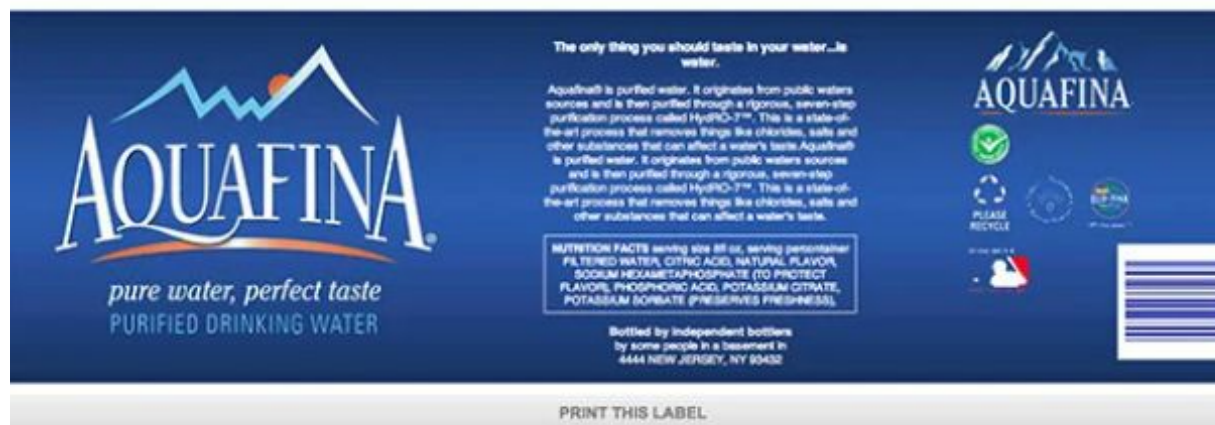 AQUAFINA®
pure water, perfect taste
PURIFIED DRINKING WATER
The only thing you should taste in your water...is
water.
Aquafina® is purified water. It originates from public waters
sources and is then purified through a rigorous, seven-step
purification process called HydRO-7™. This is a state-of-
the-art process that removes things like chlorides, salts and
other substances that can affect a water's taste.Aquafina®
is purified water. It originates from public waters sources
and is then purified through a rigorous, seven-step
purification process called HydRO-7™. This is a state-of-
the-art process that removes things like chlorides, salts and
other substances that can affect a water's taste.
NUTRITION FACTS serving size 8fl oz, serving percontainer
FILTERED WATER, CITRIC ACID, NATURAL FLAVOR,
SODIUM HEXAMETAPHOSPHATE (TO PROTECT
FLAVOR), PHOSPHORIC ACID, POTASSIUM CITRATE,
POTASSIUM SORBATE (PRESERVES FRESHNESS),
Bottled by independent bottlers
by some people in a basement in
4444 NEW JERSEY, NY 93432
AQUAFINA
PLEASE
RECYCLE
PRINT THIS LABEL